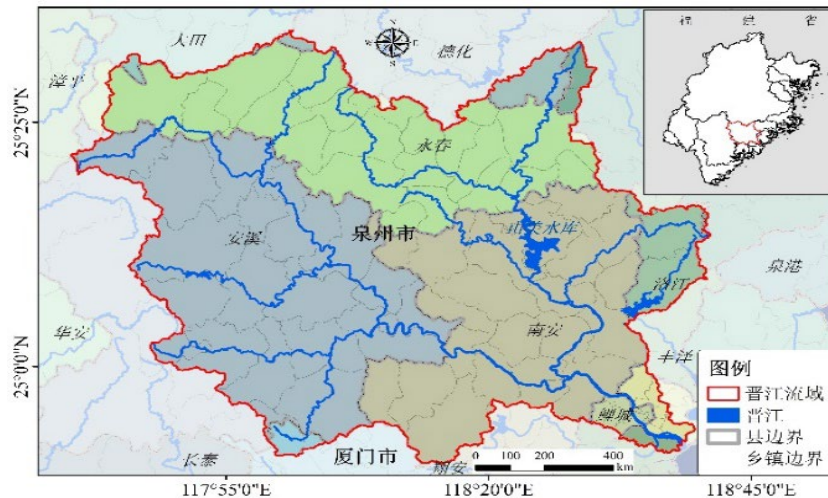 福 建 省
大田
德化
漳平
N
W E
S
25°25'0"N
永春
安溪
泉州市
山美水库
泉港
洛江
华安
南安
丰泽
25°0'0"N
图例
晋江流域
晋江
县边界
乡镇边界
鲤城
长泰
厦门市
同安
0 100 200 400
km
117°55'0"E
118°20'0"E
118°45'0"E